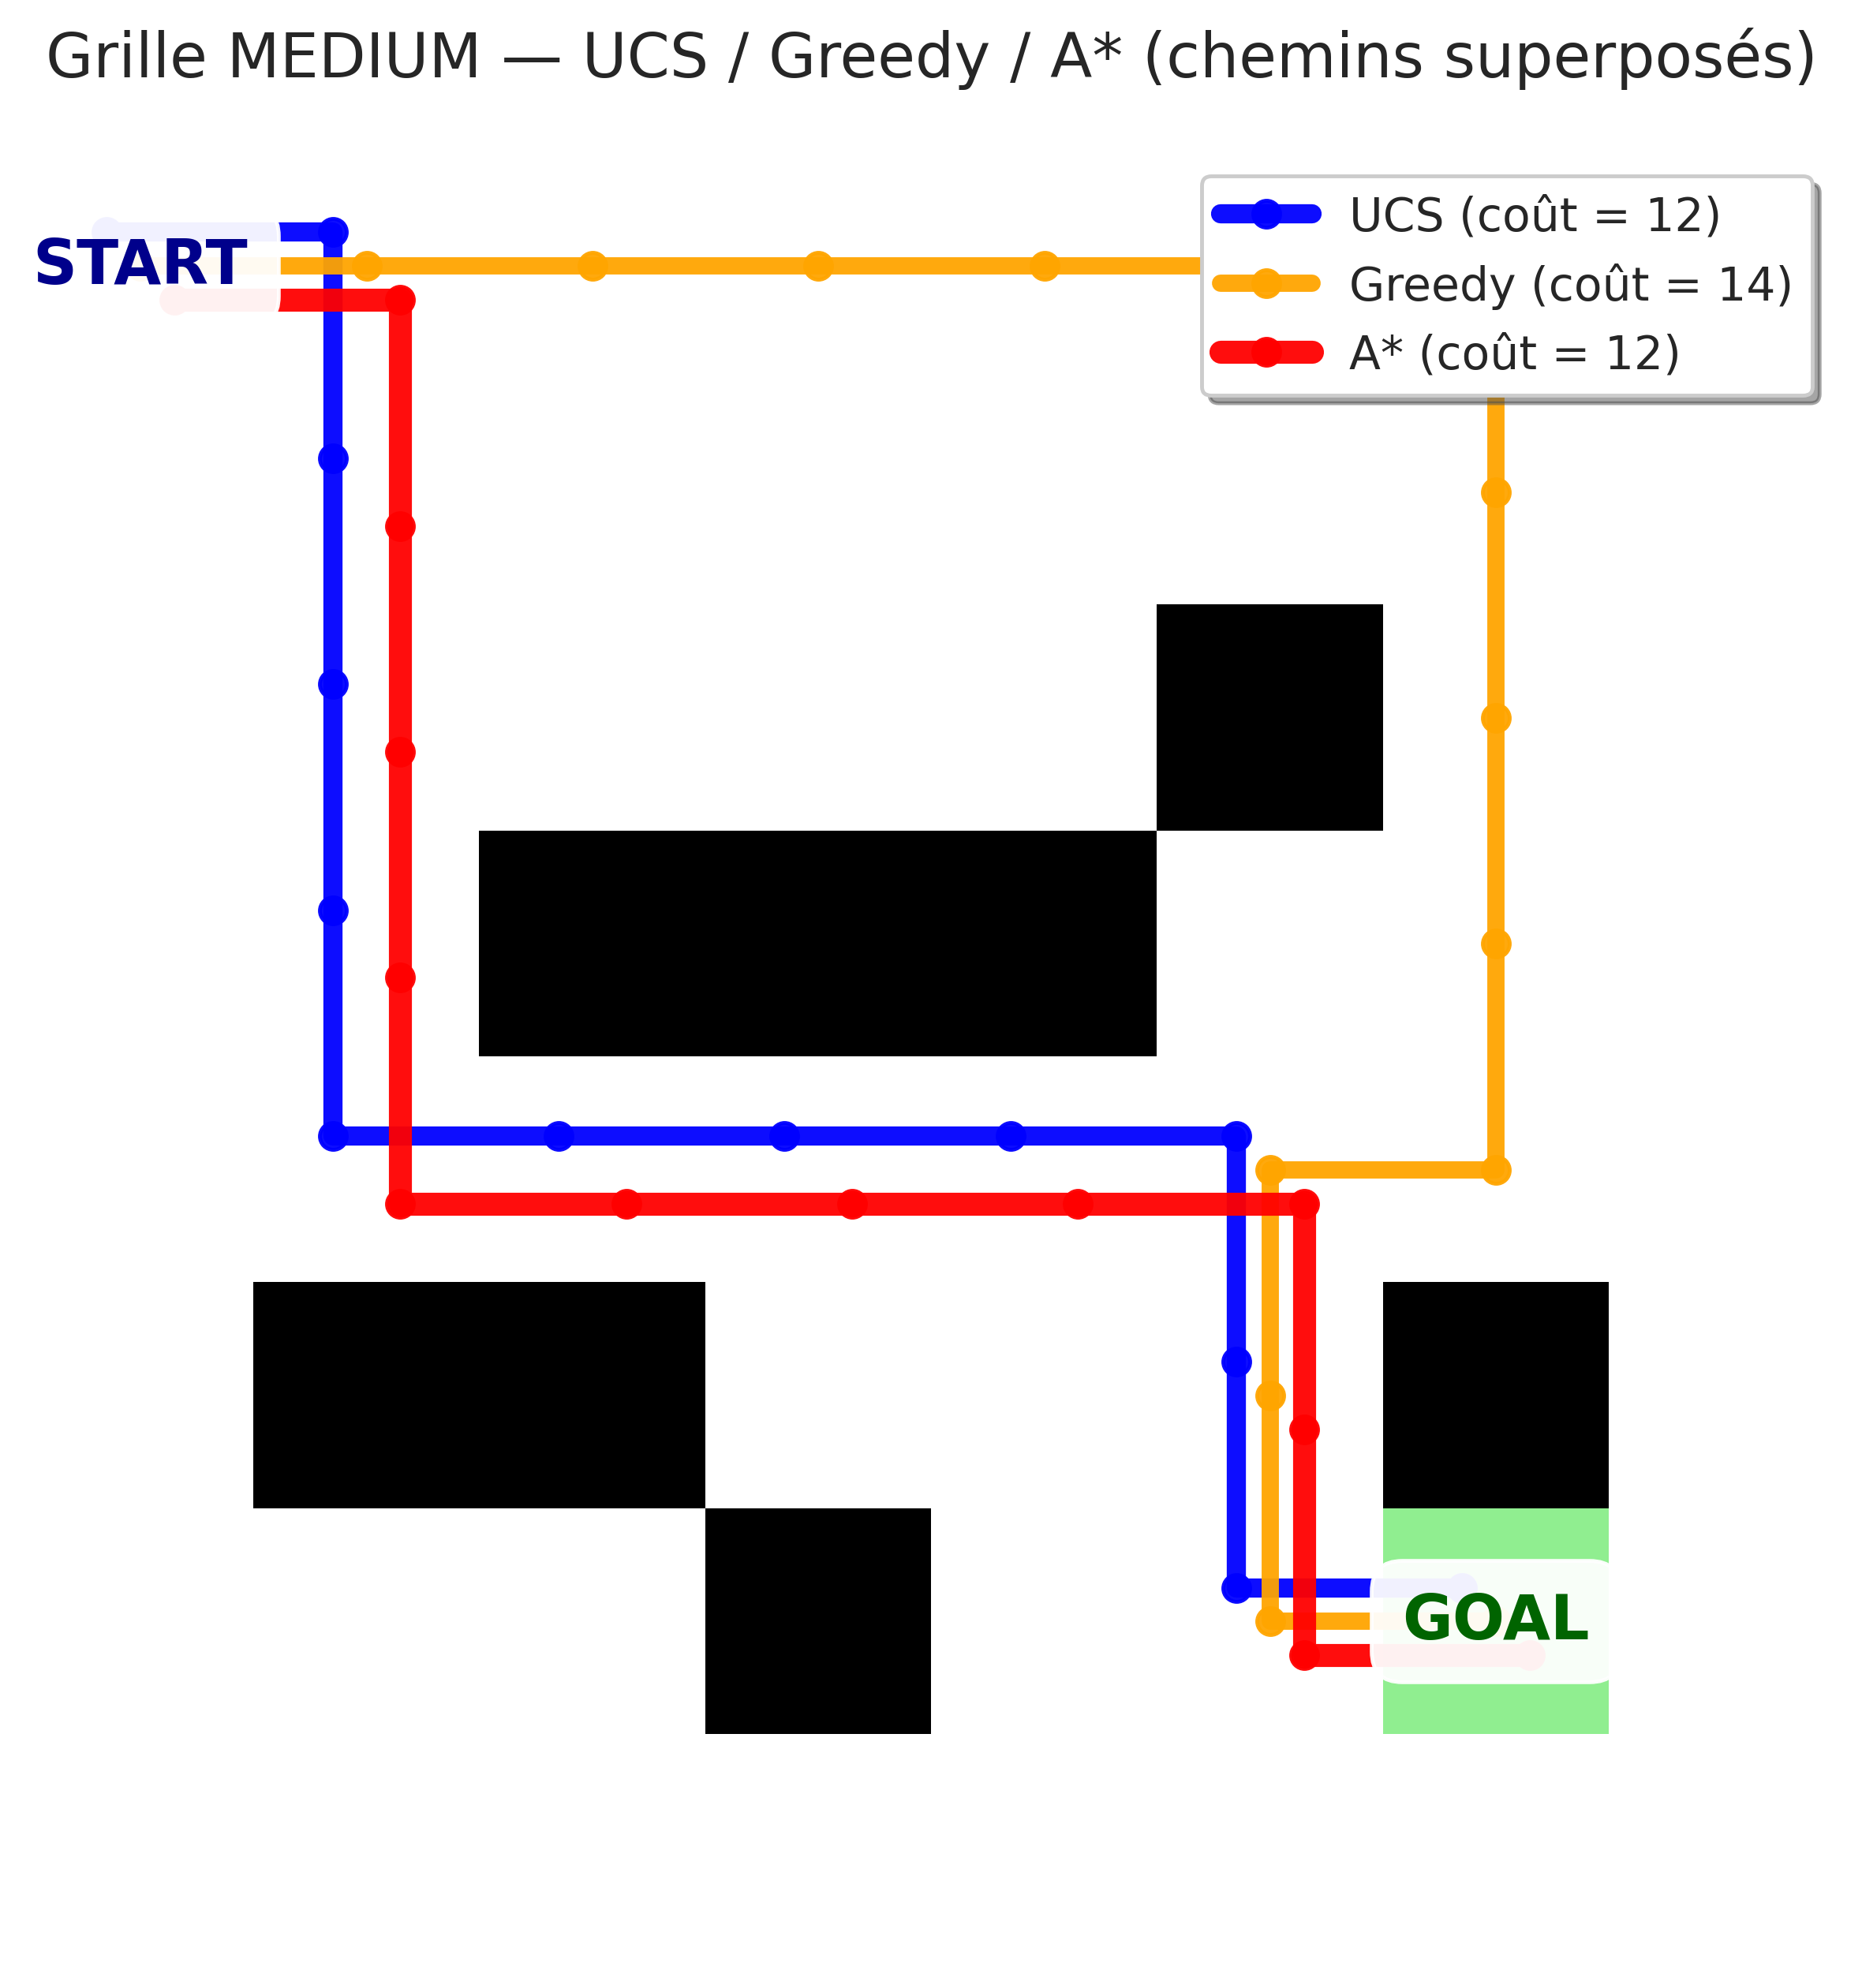 Grille MEDIUM — UCS / Greedy / A* (chemins superposés)
START
UCS (coût = 12)
Greedy (coût = 14)
A* (coût = 12)
GOAL